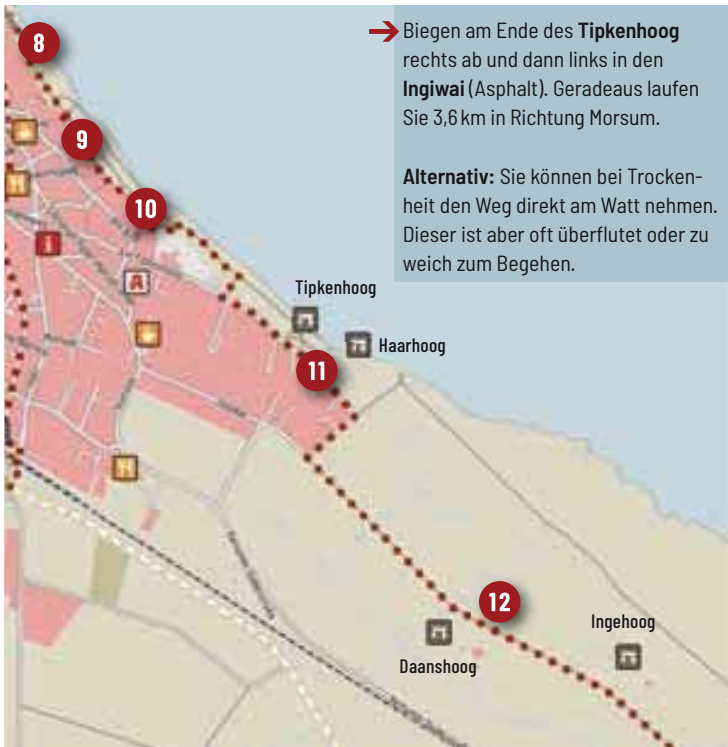 Biegen am Ende des Tipkenhoog
rechts ab und dann links in den
Ingiwai (Asphalt). Geradeaus laufen
Sie 3,6 km in Richtung Morsum.
Alternativ: Sie können bei Trocken-
heit den Weg direkt am Watt nehmen.
Dieser ist aber oft überflutet oder zu
weich zum Begehen.
8
9
10
i
A
Tipkenhoog
Haarhoog
11
12
Daanshoog
Ingehoog